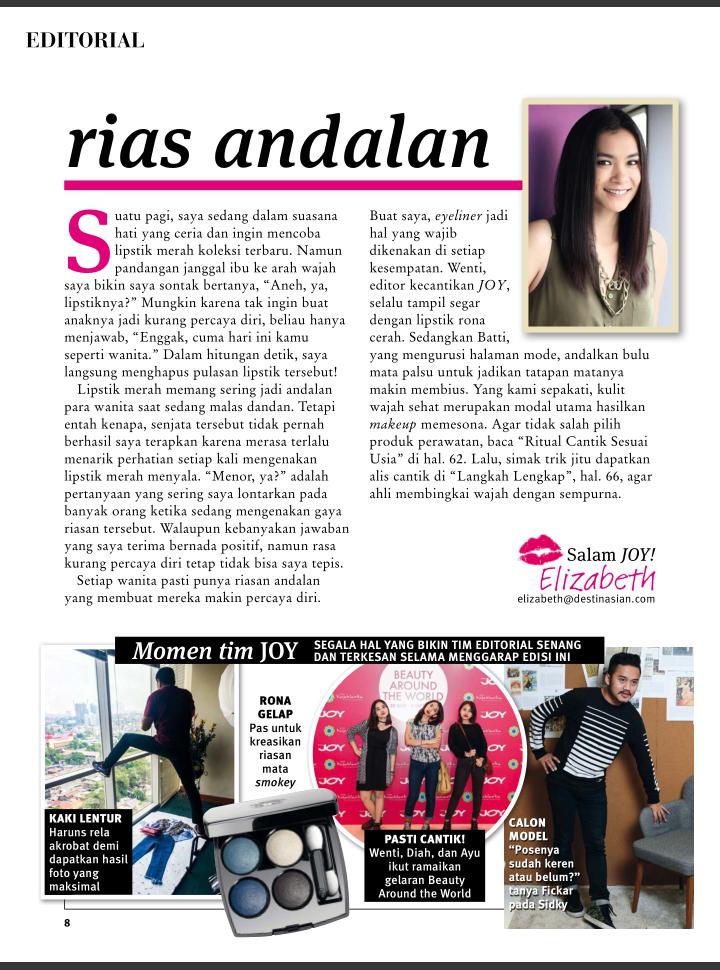 EDITORIAL
rias andalan
Suatu pagi, saya sedang dalam suasana
hati yang ceria dan ingin mencoba
lipstik merah koleksi terbaru. Namun
pandangan janggal ibu ke arah wajah
saya bikin saya sontak bertanya, “Aneh, ya,
lipstiknya?” Mungkin karena tak ingin buat
anaknya jadi kurang percaya diri, beliau hanya
menjawab, “Enggak, cuma hari ini kamu
seperti wanita.” Dalam hitungan detik, saya
langsung menghapus pulasan lipstik tersebut!
Lipstik merah memang sering jadi andalan
para wanita saat sedang malas dandan. Tetapi
entah kenapa, senjata tersebut tidak pernah
berhasil saya terapkan karena merasa terlalu
menarik perhatian setiap kali mengenakan
lipstik merah menyala. “Menor, ya?” adalah
pertanyaan yang sering saya lontarkan pada
banyak orang ketika sedang mengenakan gaya
riasan tersebut. Walaupun kebanyakan jawaban
yang saya terima bernada positif, namun rasa
kurang percaya diri tetap tidak bisa saya tepis.
Setiap wanita pasti punya riasan andalan
yang membuat mereka makin percaya diri.
Buat saya, eyeliner jadi
hal yang wajib
dikenakan di setiap
kesempatan. Wenti,
editor kecantikan JOY,
selalu tampil segar
dengan lipstik rona
cerah. Sedangkan Batti,
yang mengurusi halaman mode, andalkan bulu
mata palsu untuk jadikan tatapan matanya
makin membius. Yang kami sepakati, kulit
wajah sehat merupakan modal utama hasilkan
makeup memesona. Agar tidak salah pilih
produk perawatan, baca “Ritual Cantik Sesuai
Usia” di hal. 62. Lalu, simak trik jitu dapatkan
alis cantik di “Langkah Lengkap”, hal. 66, agar
ahli membingkai wajah dengan sempurna.
Salam JOY!
Elizabeth
elizabeth@destinasian.com
Momen tim JOY
SEGALA HAL YANG BIKIN TIM EDITORIAL SENANG
DAN TERKESAN SELAMA MENGGARAP EDISI INI
KAKI LENTUR
Haruns rela
akrobat demi
dapatkan hasil
foto yang
maksimal
RONA
GELAP
Pas untuk
kreasikan
riasan
mata
smokey
BEAUTY
AROUND
THE WORLD
JOY
JOY
JOY
JOY
JOY
JOY
PASTI CANTIK!
Wenti, Diah, dan Ayu
ikut ramaikan
gelaran Beauty
Around the World
CALON
MODEL
“Posenya
sudah keren
atau belum?”
tanya Fickar
pada Sidky
8